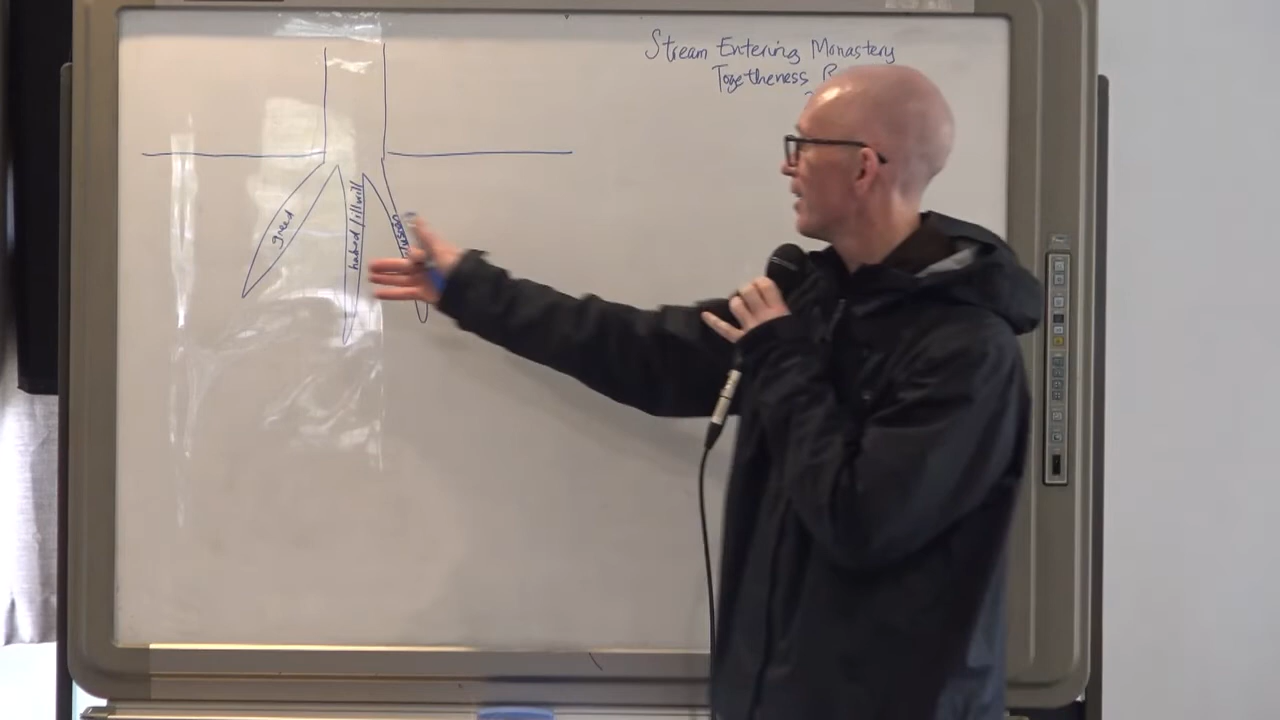 Stream Entering Monastery
Togetheness
greed
hatred/illwill